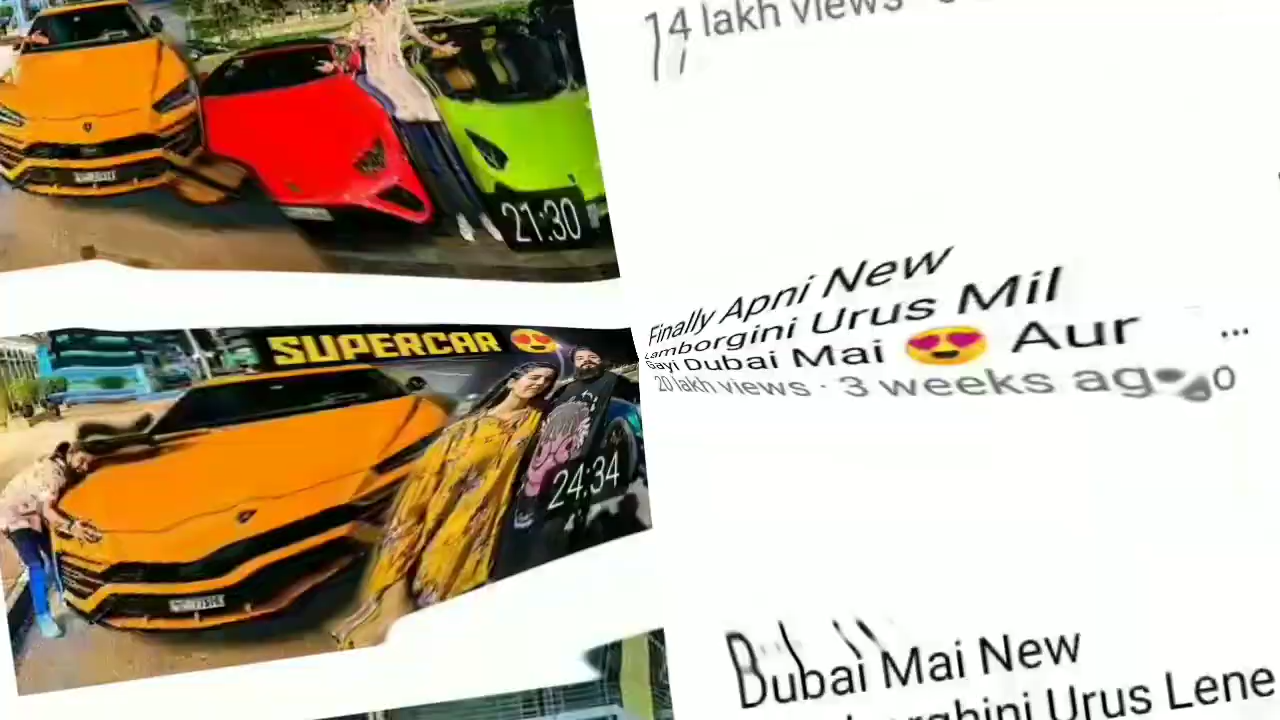 14 lakh views
21:30
Finally Apni New
Lamborgini Urus Mil
Gayi Dubai Mai 😍 Aur
20 lakh views · 3 weeks ago
SUPERCAR 😍
24:34
Dubai Mai New
Urus Lene